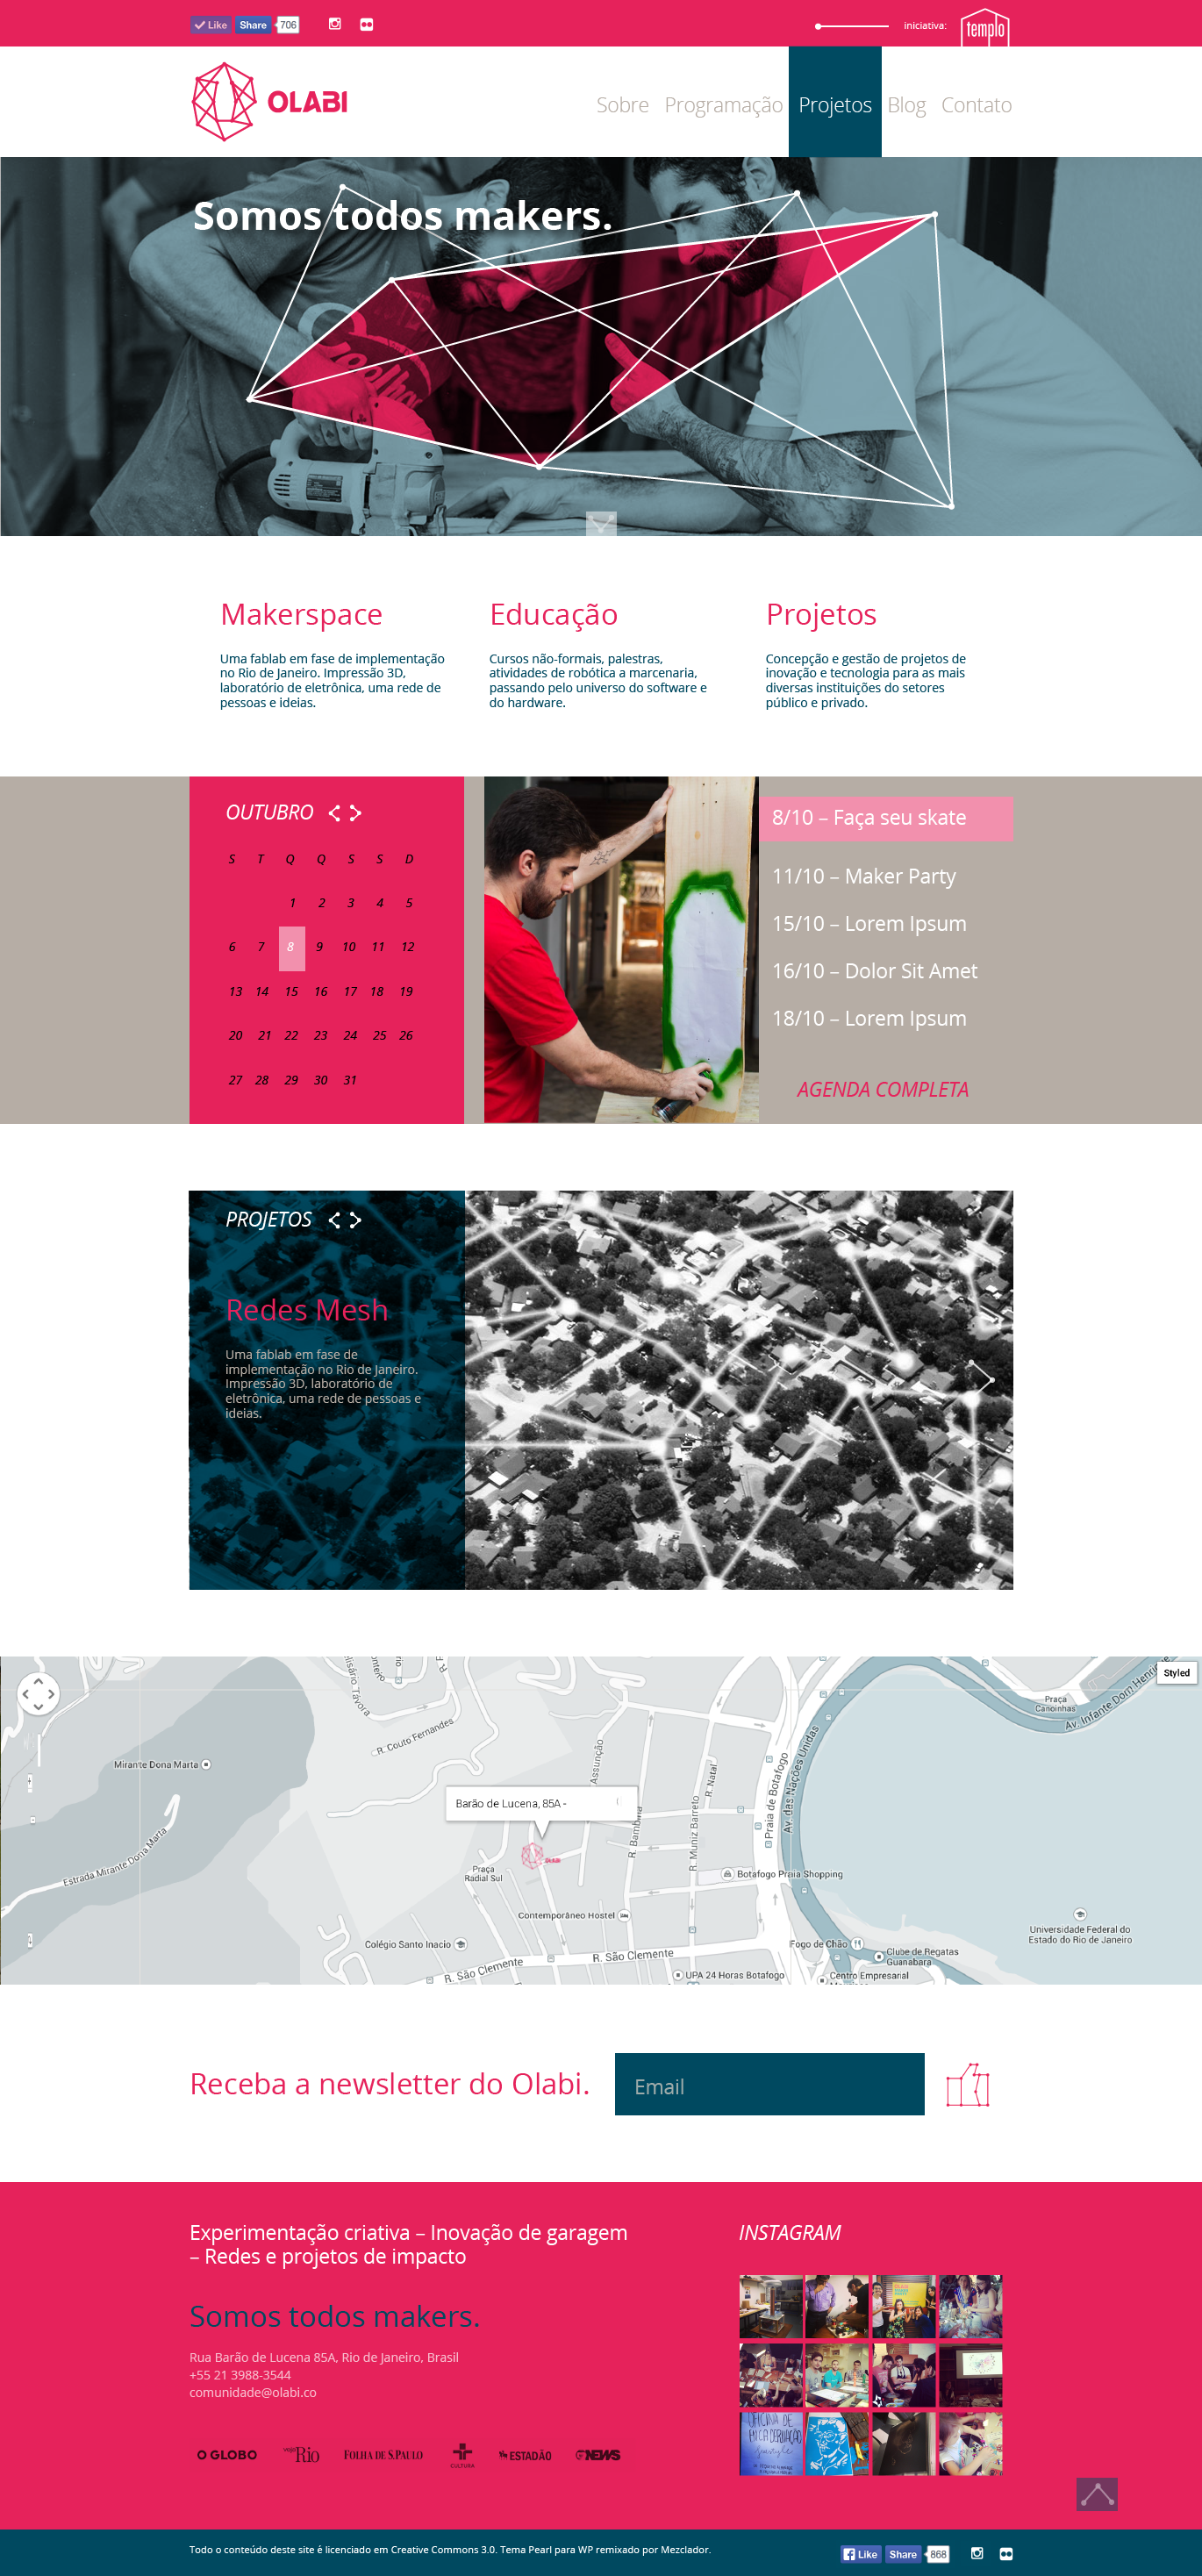 Like Share 706
iniciativa: templo
OLABI
Sobre Programação Projetos Blog Contato
Somos todos makers.
Makerspace
Uma fablab em fase de implementação
no Rio de Janeiro. Impressão 3D,
laboratório de eletrônica, uma rede de
pessoas e ideias.
Educação
Cursos não-formais, palestras,
atividades de robótica a marcenaria,
passando pelo universo do software e
do hardware.
Projetos
Concepção e gestão de projetos de
inovação e tecnologia para as mais
diversas instituições do setores
público e privado.
OUTUBRO
S T Q Q S S D
1 2 3 4 5
6 7 8 9 10 11 12
13 14 15 16 17 18 19
20 21 22 23 24 25 26
27 28 29 30 31
8/10 – Faça seu skate
11/10 – Maker Party
15/10 – Lorem Ipsum
16/10 – Dolor Sit Amet
18/10 – Lorem Ipsum
AGENDA COMPLETA
PROJETOS
Redes Mesh
Uma fablab em fase de
implementação no Rio de Janeiro.
Impressão 3D, laboratório de
eletrônica, uma rede de pessoas e
ideias.
Styled
Praça
Canoinhas
Av. Infante Dom Henrique
R. Couto Fernandes
Mirante Dona Marta
Assunção
R. Natal
Praia de Botafogo
Av. das Nações Unidas
Barão de Lucena, 85A -
R. Bambina
R. Muniz Barreto
Estrada Mirante Dona Marta
OLABI
Praça
Radial Sul
Botafogo Praia Shopping
Contemporâneo Hostel
Universidade Federal do
Estado do Rio de Janeiro
Colégio Santo Inacio
Fogo de Chão
Clube de Regatas
Guanabara
R. São Clemente
R. São Clemente
UPA 24 Horas Botafogo
Centro Empresarial
Receba a newsletter do Olabi.
Email
Experimentação criativa – Inovação de garagem
– Redes e projetos de impacto
Somos todos makers.
Rua Barão de Lucena 85A, Rio de Janeiro, Brasil
+55 21 3988-3544
comunidade@olabi.co
O GLOBO
veja Rio
FOLHA DE S.PAULO
CULTURA
ESTADÃO
NEWS
INSTAGRAM
Todo o conteúdo deste site é licenciado em Creative Commons 3.0. Tema Pearl para WP remixado por Mezclador.
Like Share 868